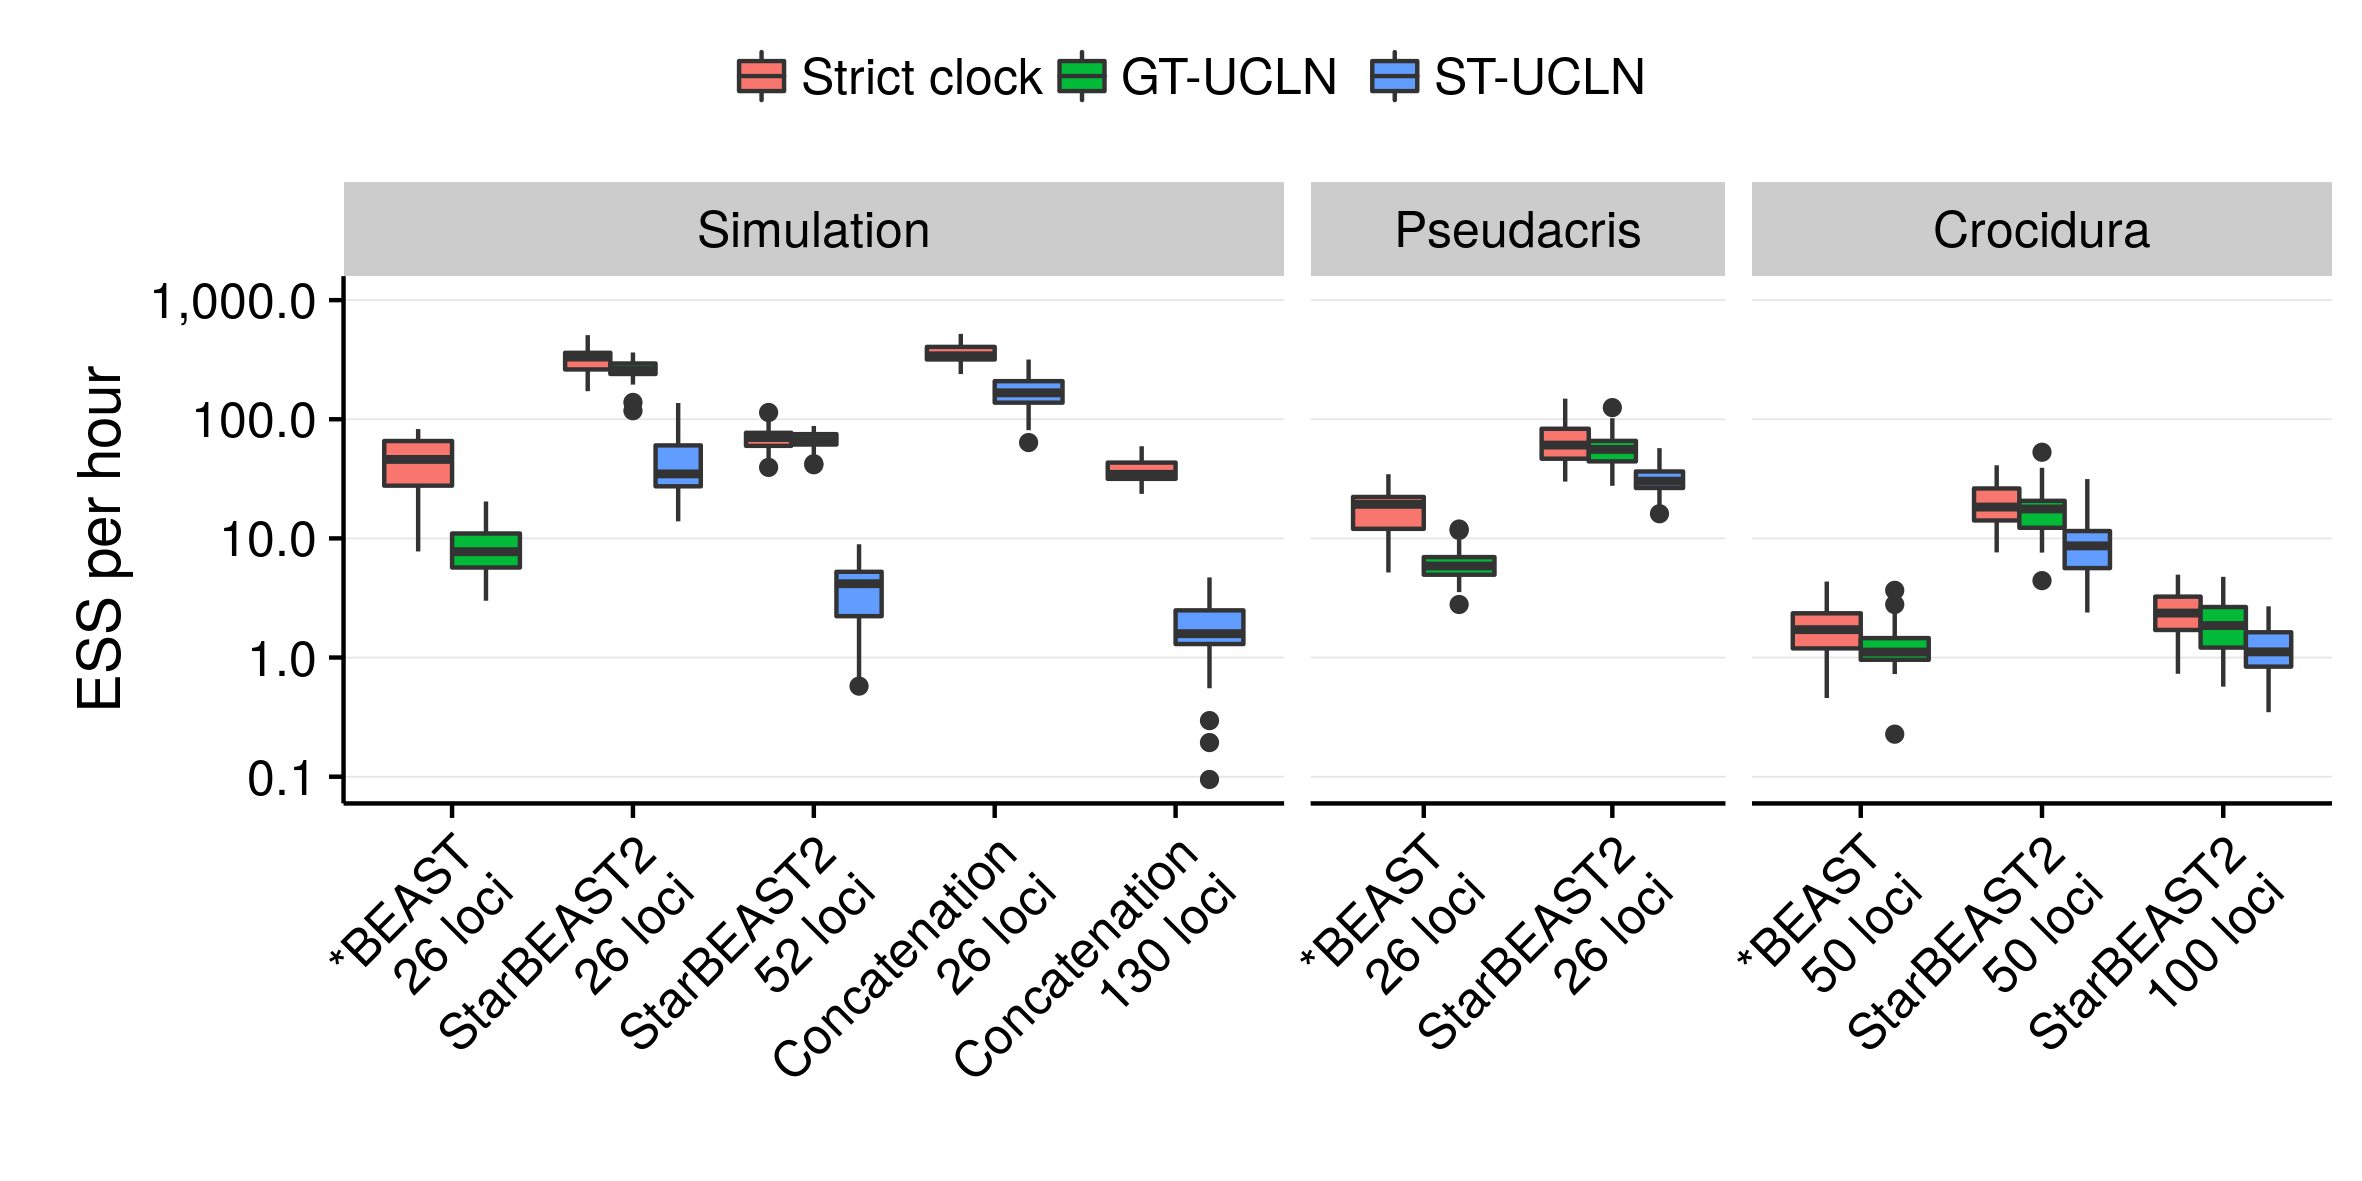 Strict clock GT-UCLN ST-UCLN
Simulation
Pseudacris
Crocidura
ESS per hour
1,000.0
100.0
10.0
1.0
0.1
*BEAST
26 loci
StarBEAST2
26 loci
StarBEAST2
52 loci
Concatenation
26 loci
Concatenation
130 loci
*BEAST
26 loci
StarBEAST2
26 loci
*BEAST
50 loci
StarBEAST2
50 loci
StarBEAST2
100 loci